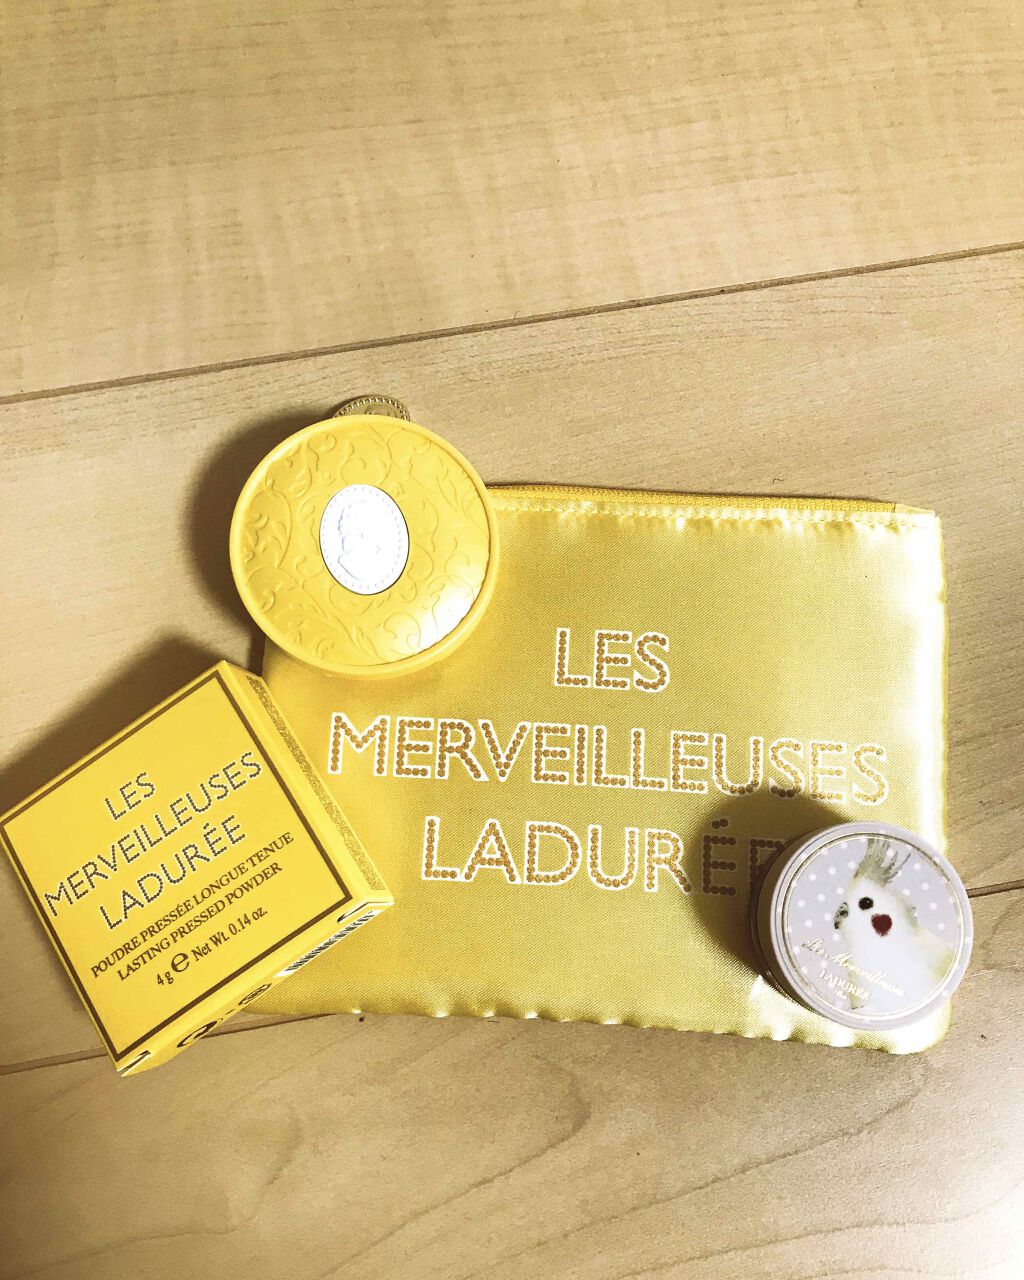 LES
MERVEILLEUSES
LADURÉE
LES
MERVEILLEUSES
LADURÉE
POUDRE PRESSÉE LONGUE TENUE
LASTING PRESSED POWDER
4 g e Net Wt. 0.14 oz.
Les Merveilleuses
LADURÉE